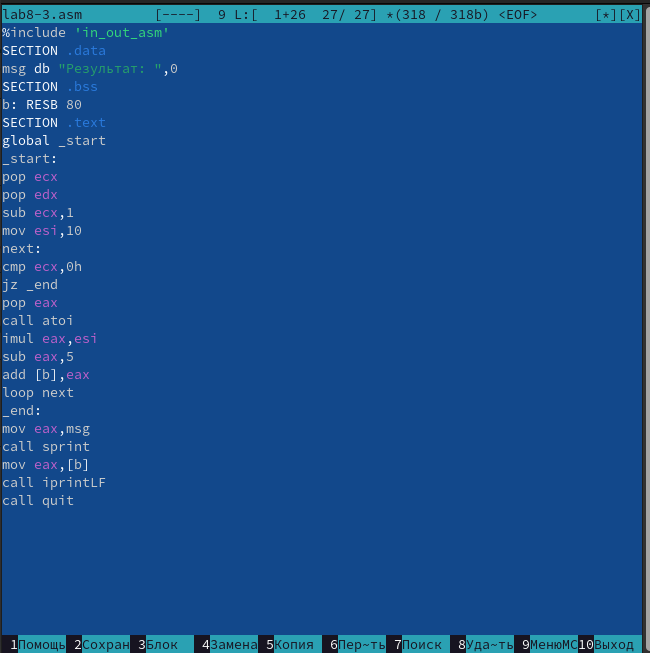 lab8-3.asm [----] 9 L:[ 1+26 27/ 27] *(318 / 318b) <EOF> [*][X]
%include 'in_out_asm'
SECTION .data
msg db "Результат: ",0
SECTION .bss
b: RESB 80
SECTION .text
global _start
_start:
pop ecx
pop edx
sub ecx,1
mov esi,10
next:
cmp ecx,0h
jz _end
pop eax
call atoi
imul eax,esi
sub eax,5
add [b],eax
loop next
_end:
mov eax,msg
call sprint
mov eax,[b]
call iprintLF
call quit
1Помощь 2Сохран 3Блок 4Замена 5Копия 6Пер~ть 7Поиск 8Уда~ть 9МенюMC 10Выход